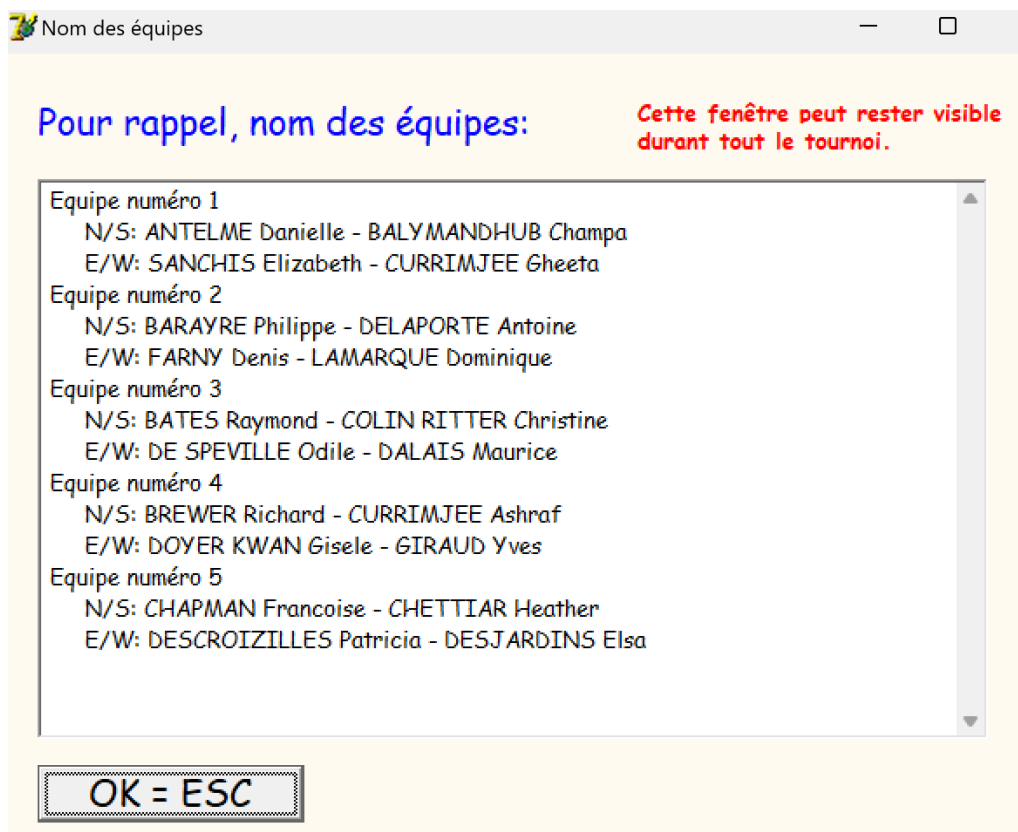 Nom des équipes
Pour rappel, nom des équipes:
Cette fenêtre peut rester visible
durant tout le tournoi.
Equipe numéro 1
N/S: ANTELME Danielle - BALYMANDHUB Champa
E/W: SANCHIS Elizabeth - CURRIMJEE Gheeta
Equipe numéro 2
N/S: BARAYRE Philippe - DELAPORTE Antoine
E/W: FARNY Denis - LAMARQUE Dominique
Equipe numéro 3
N/S: BATES Raymond - COLIN RITTER Christine
E/W: DE SPEVILLE Odile - DALAIS Maurice
Equipe numéro 4
N/S: BREWER Richard - CURRIMJEE Ashraf
E/W: DOYER KWAN Gisele - GIRAUD Yves
Equipe numéro 5
N/S: CHAPMAN Francoise - CHETTIAR Heather
E/W: DESCROIZILLES Patricia - DESJARDINS Elsa
OK = ESC